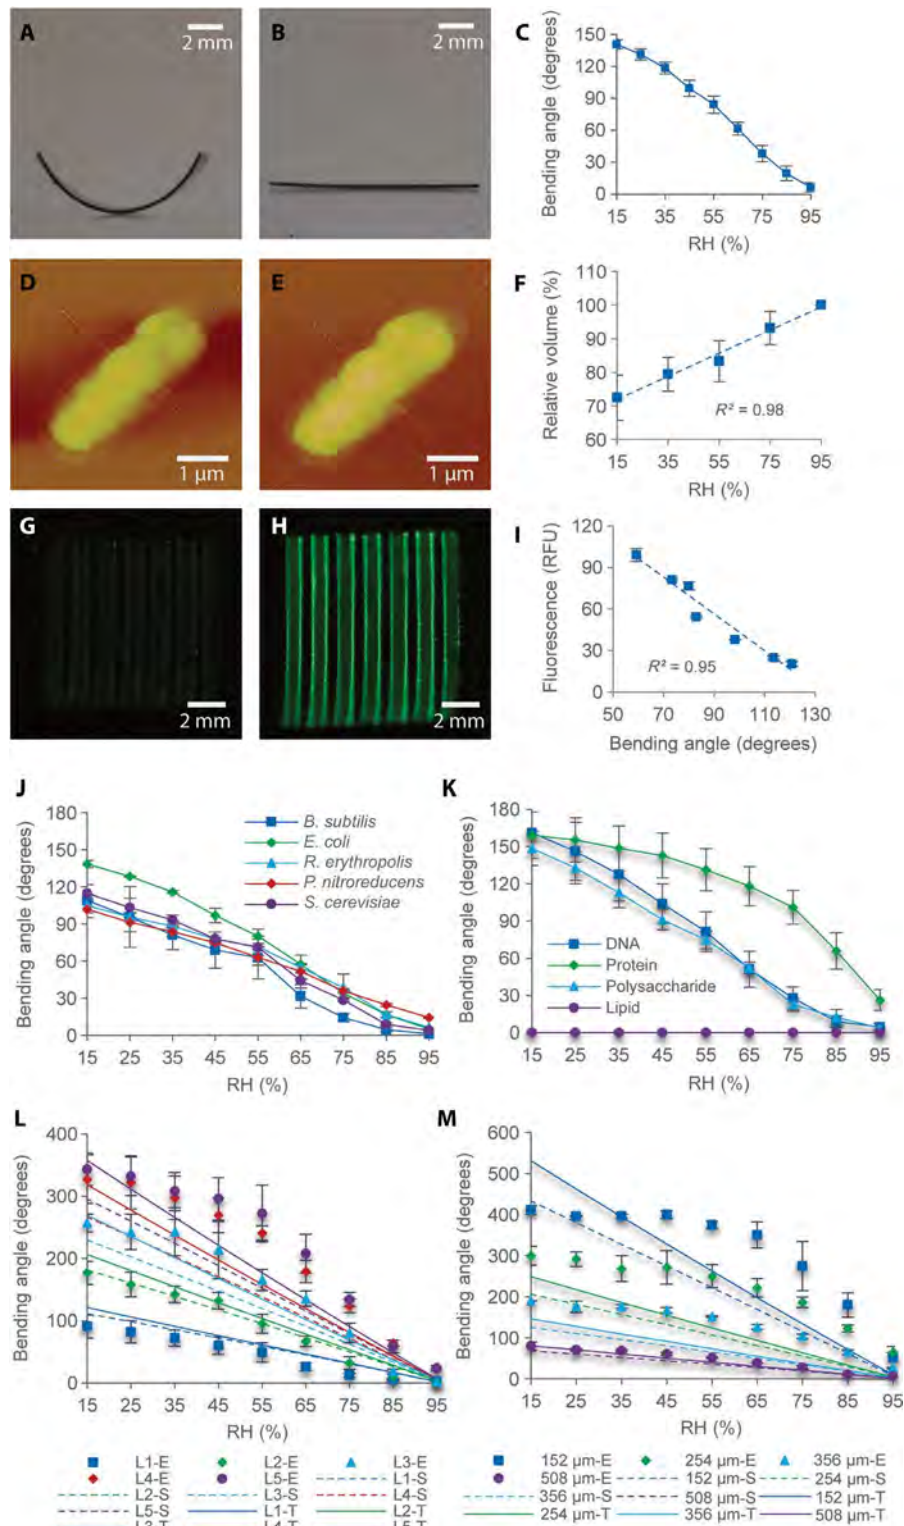 A
2 mm
B
2 mm
C
Bending angle (degrees)
150
120
90
60
30
0
15 35 55 75 95
RH (%)
D
1 μm
E
1 μm
F
Relative volume (%)
100
90
80
70
60
R² = 0.98
15 35 55 75 95
RH (%)
G
2 mm
H
2 mm
I
Fluorescence (RFU)
120
90
60
30
0
R² = 0.95
50 70 90 110 130
Bending angle (degrees)
J
Bending angle (degrees)
180
150
120
90
60
30
0
B. subtilis
E. coli
R. erythropolis
P. nitroreducens
S. cerevisiae
15 25 35 45 55 65 75 85 95
RH (%)
K
Bending angle (degrees)
180
150
120
90
60
30
0
DNA
Protein
Polysaccharide
Lipid
15 25 35 45 55 65 75 85 95
RH (%)
L
Bending angle (degrees)
400
300
200
100
0
15 25 35 45 55 65 75 85 95
RH (%)
L1-E L2-E L3-E
L4-E L5-E L1-S
L2-S L3-S L4-S
L5-S L1-T L2-T
L3-T L4-T L5-T
M
Bending angle (degrees)
600
500
400
300
200
100
0
15 25 35 45 55 65 75 85 95
RH (%)
152 μm-E 254 μm-E 356 μm-E
508 μm-E 152 μm-S 254 μm-S
356 μm-S 508 μm-S 152 μm-T
254 μm-T 356 μm-T 508 μm-T